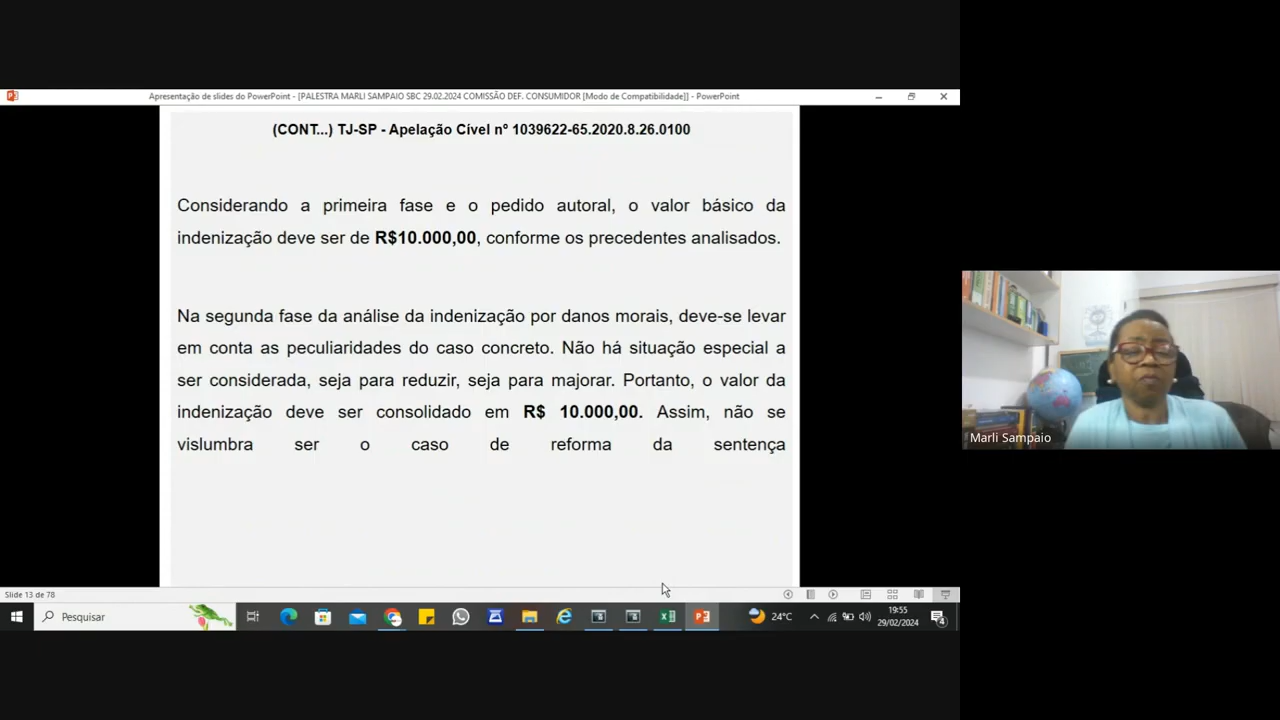 Apresentação de slides do PowerPoint - [PALESTRA MARLI SAMPAIO SBC 29.02.2024 COMISSÃO DEF. CONSUMIDOR [Modo de Compatibilidade]] - PowerPoint
(CONT...) TJ-SP - Apelação Cível nº 1039622-65.2020.8.26.0100
Considerando a primeira fase e o pedido autoral, o valor básico da
indenização deve ser de R$10.000,00, conforme os precedentes analisados.
Na segunda fase da análise da indenização por danos morais, deve-se levar
em conta as peculiaridades do caso concreto. Não há situação especial a
ser considerada, seja para reduzir, seja para majorar. Portanto, o valor da
indenização deve ser consolidado em R$ 10.000,00. Assim, não se
vislumbra ser o caso de reforma da sentença
Marli Sampaio
Slide 13 de 78
Pesquisar
24°C
19:55
29/02/2024
4